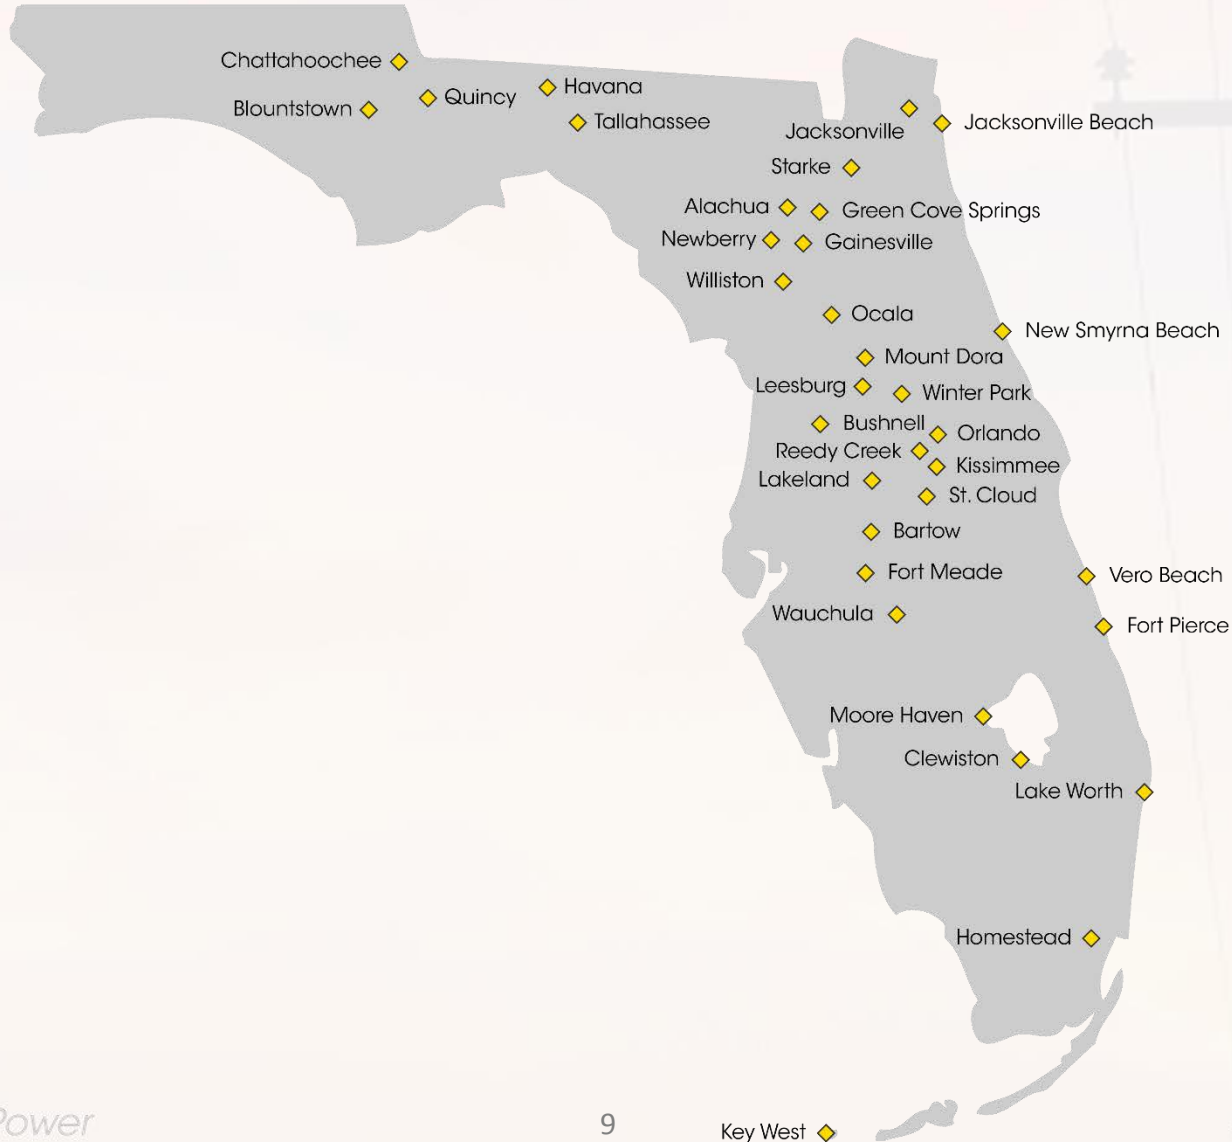 Chattahoochee
Havana
Quincy
Blountstown
Tallahassee
Jacksonville
Jacksonville Beach
Starke
Alachua
Green Cove Springs
Newberry
Gainesville
Williston
Ocala
New Smyrna Beach
Mount Dora
Leesburg
Winter Park
Bushnell
Orlando
Reedy Creek
Kissimmee
Lakeland
St. Cloud
Bartow
Fort Meade
Vero Beach
Wauchula
Fort Pierce
Moore Haven
Clewiston
Lake Worth
Homestead
Power
9
Key West